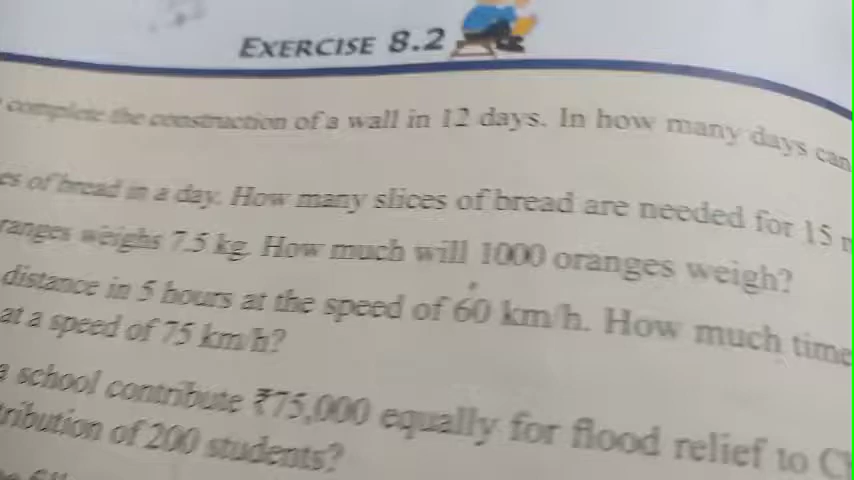 EXERCISE 8.2
complete the construction of a wall in 12 days. In how many days can
es of bread in a day. How many slices of bread are needed for 15
ranges weighs 7.5 kg. How much will 1000 oranges weigh?
distance in 5 hours at the speed of 60 km/h. How much time
at a speed of 75 km/h?
a school contribute ₹75,000 equally for flood relief to
tribution of 200 students?